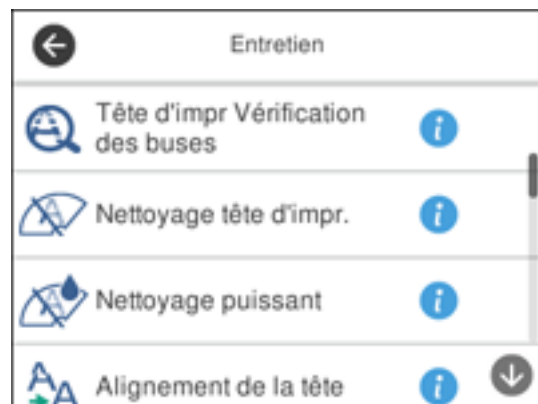 Entretien
Tête d'impr Vérification
des buses
Nettoyage tête d'impr.
Nettoyage puissant
Alignement de la tête